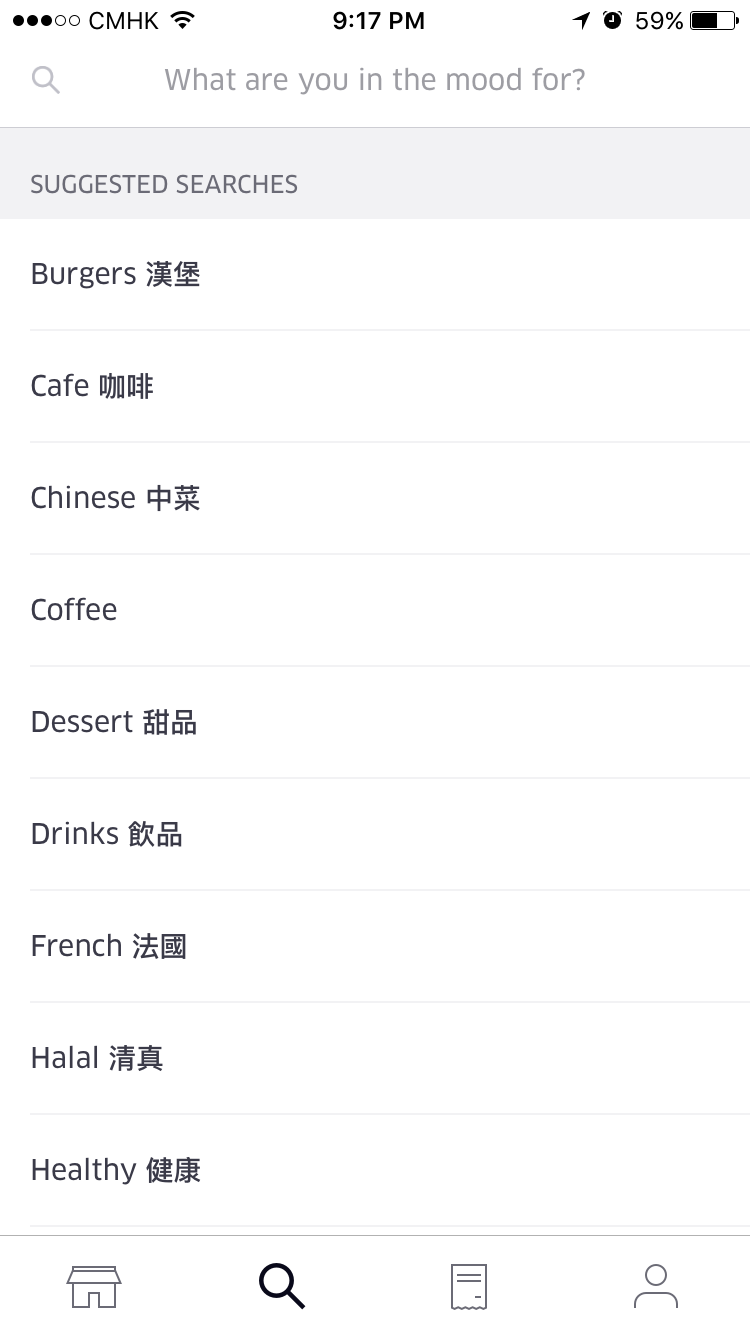 CMHK 9:17 PM 59%
What are you in the mood for?
SUGGESTED SEARCHES
Burgers 漢堡
Cafe 咖啡
Chinese 中菜
Coffee
Dessert 甜品
Drinks 飲品
French 法國
Halal 清真
Healthy 健康